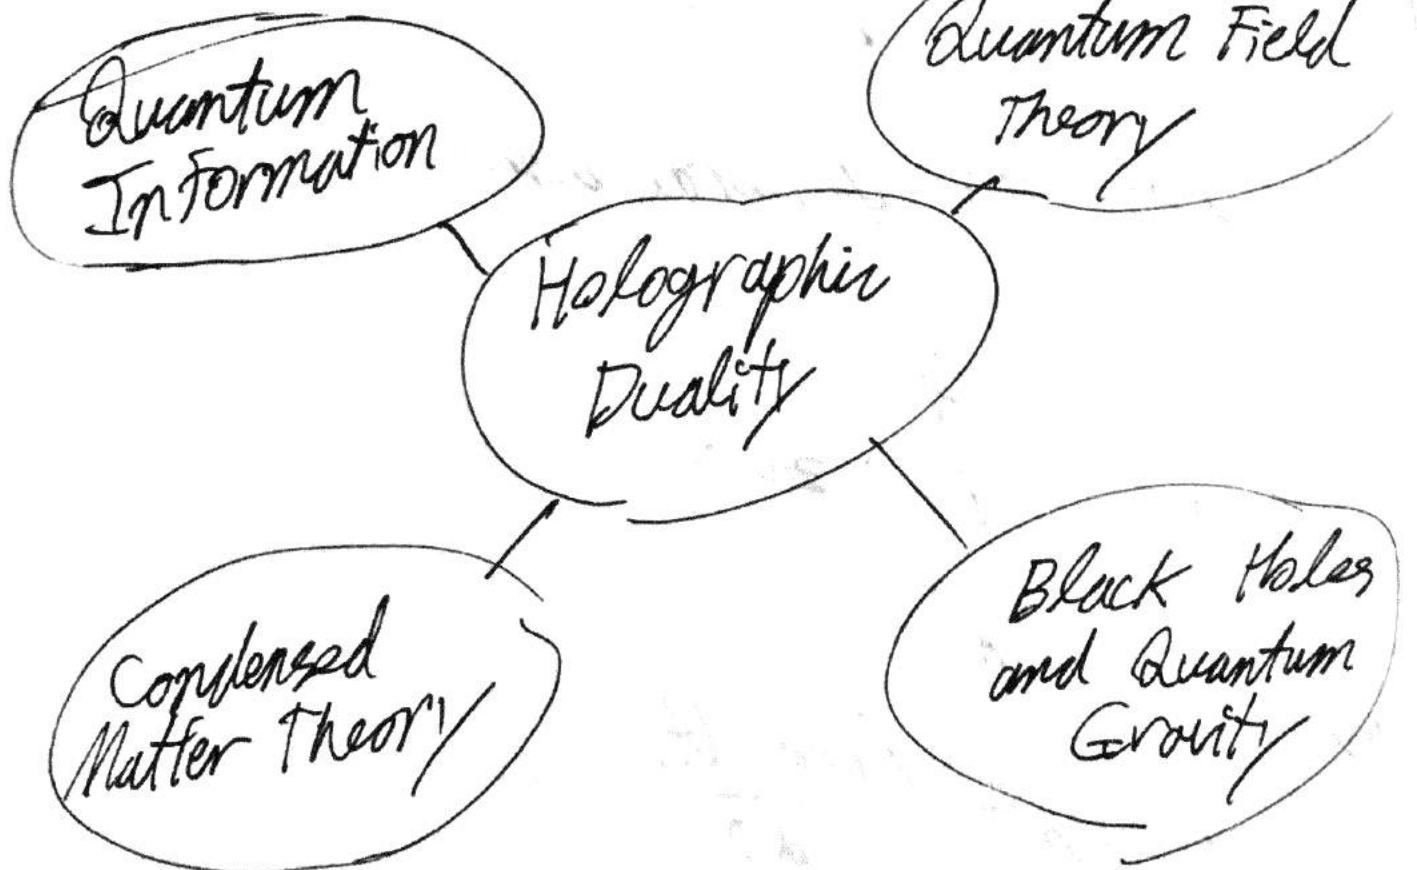 Quantum
Information
Quantum Field
Theory
Holographic
Duality
Condensed
Matter Theory
Black Holes
and Quantum
Gravity